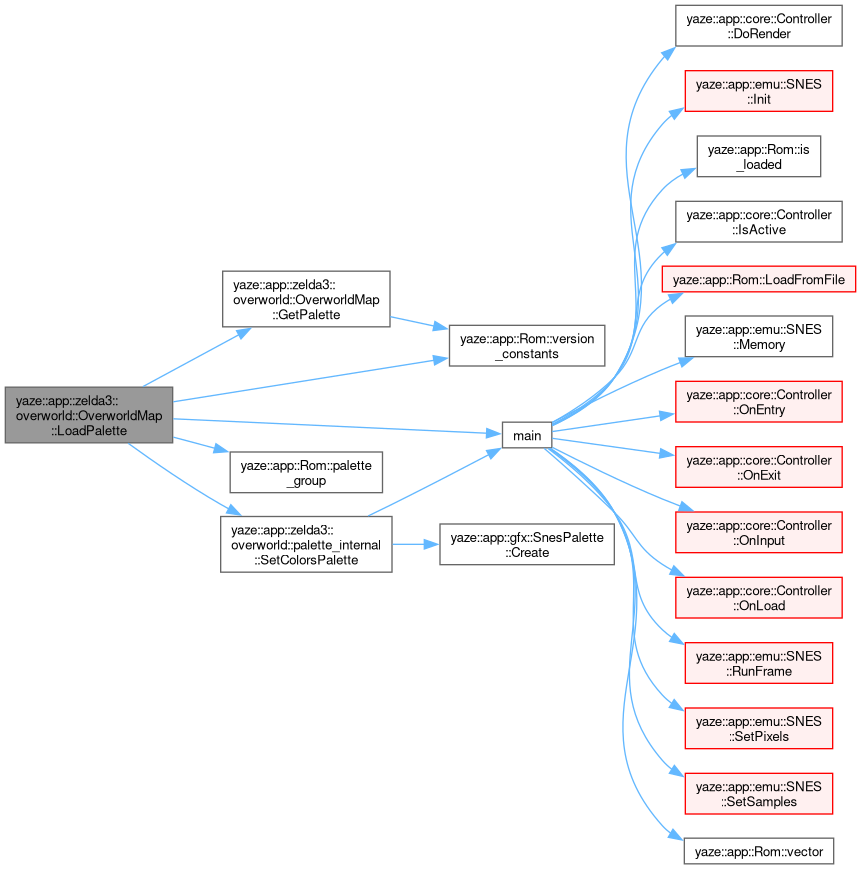 yaze::app::zelda3::
overworld::OverworldMap
::LoadPalette
yaze::app::zelda3::
overworld::OverworldMap
::GetPalette
yaze::app::Rom::version
_constants
yaze::app::Rom::palette
_group
yaze::app::zelda3::
overworld::palette_internal
::SetColorsPalette
main
yaze::app::gfx::SnesPalette
::Create
yaze::app::core::Controller
::DoRender
yaze::app::emu::SNES
::Init
yaze::app::Rom::is
_loaded
yaze::app::core::Controller
::IsActive
yaze::app::Rom::LoadFromFile
yaze::app::emu::SNES
::Memory
yaze::app::core::Controller
::OnEntry
yaze::app::core::Controller
::OnExit
yaze::app::core::Controller
::OnInput
yaze::app::core::Controller
::OnLoad
yaze::app::emu::SNES
::RunFrame
yaze::app::emu::SNES
::SetPixels
yaze::app::emu::SNES
::SetSamples
yaze::app::Rom::vector